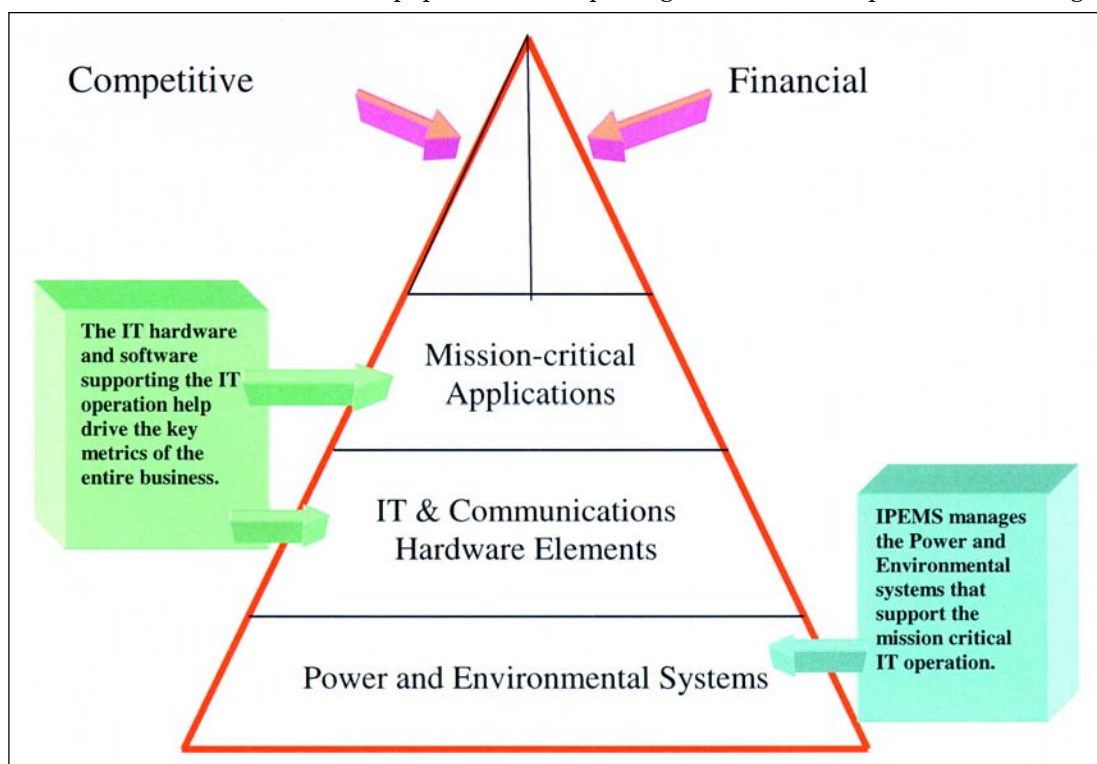 Competitive
Financial
The IT hardware
and software
supporting the IT
operation help
drive the key
metrics of the
entire business.
Mission-critical
Applications
IT & Communications
Hardware Elements
IPEMS manages
the Power and
Environmental
systems that
support the
mission critical
IT operation.
Power and Environmental Systems